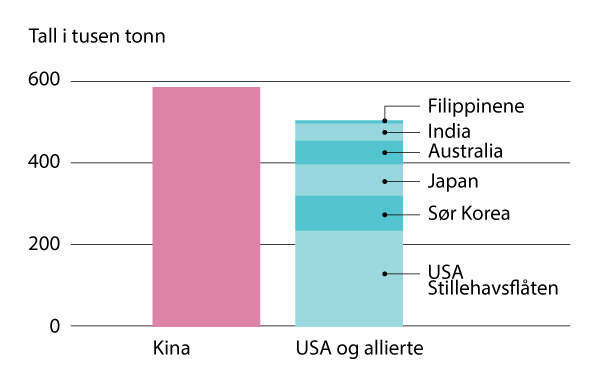 Tall i tusen tonn
600
400
200
0
Filippinene
India
Australia
Japan
Sør Korea
USA
Stillehavsflåten
Kina
USA og allierte